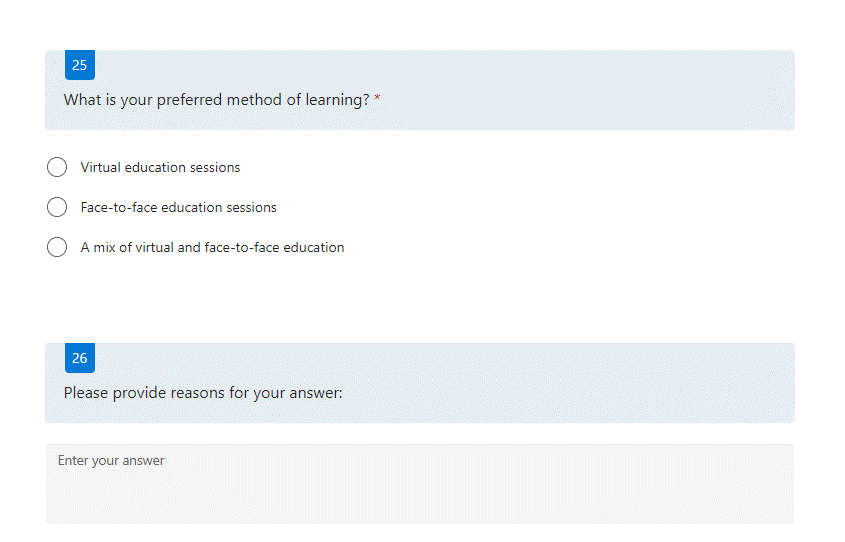 25
What is your preferred method of learning? *
Virtual education sessions
Face-to-face education sessions
A mix of virtual and face-to-face education
26
Please provide reasons for your answer:
Enter your answer